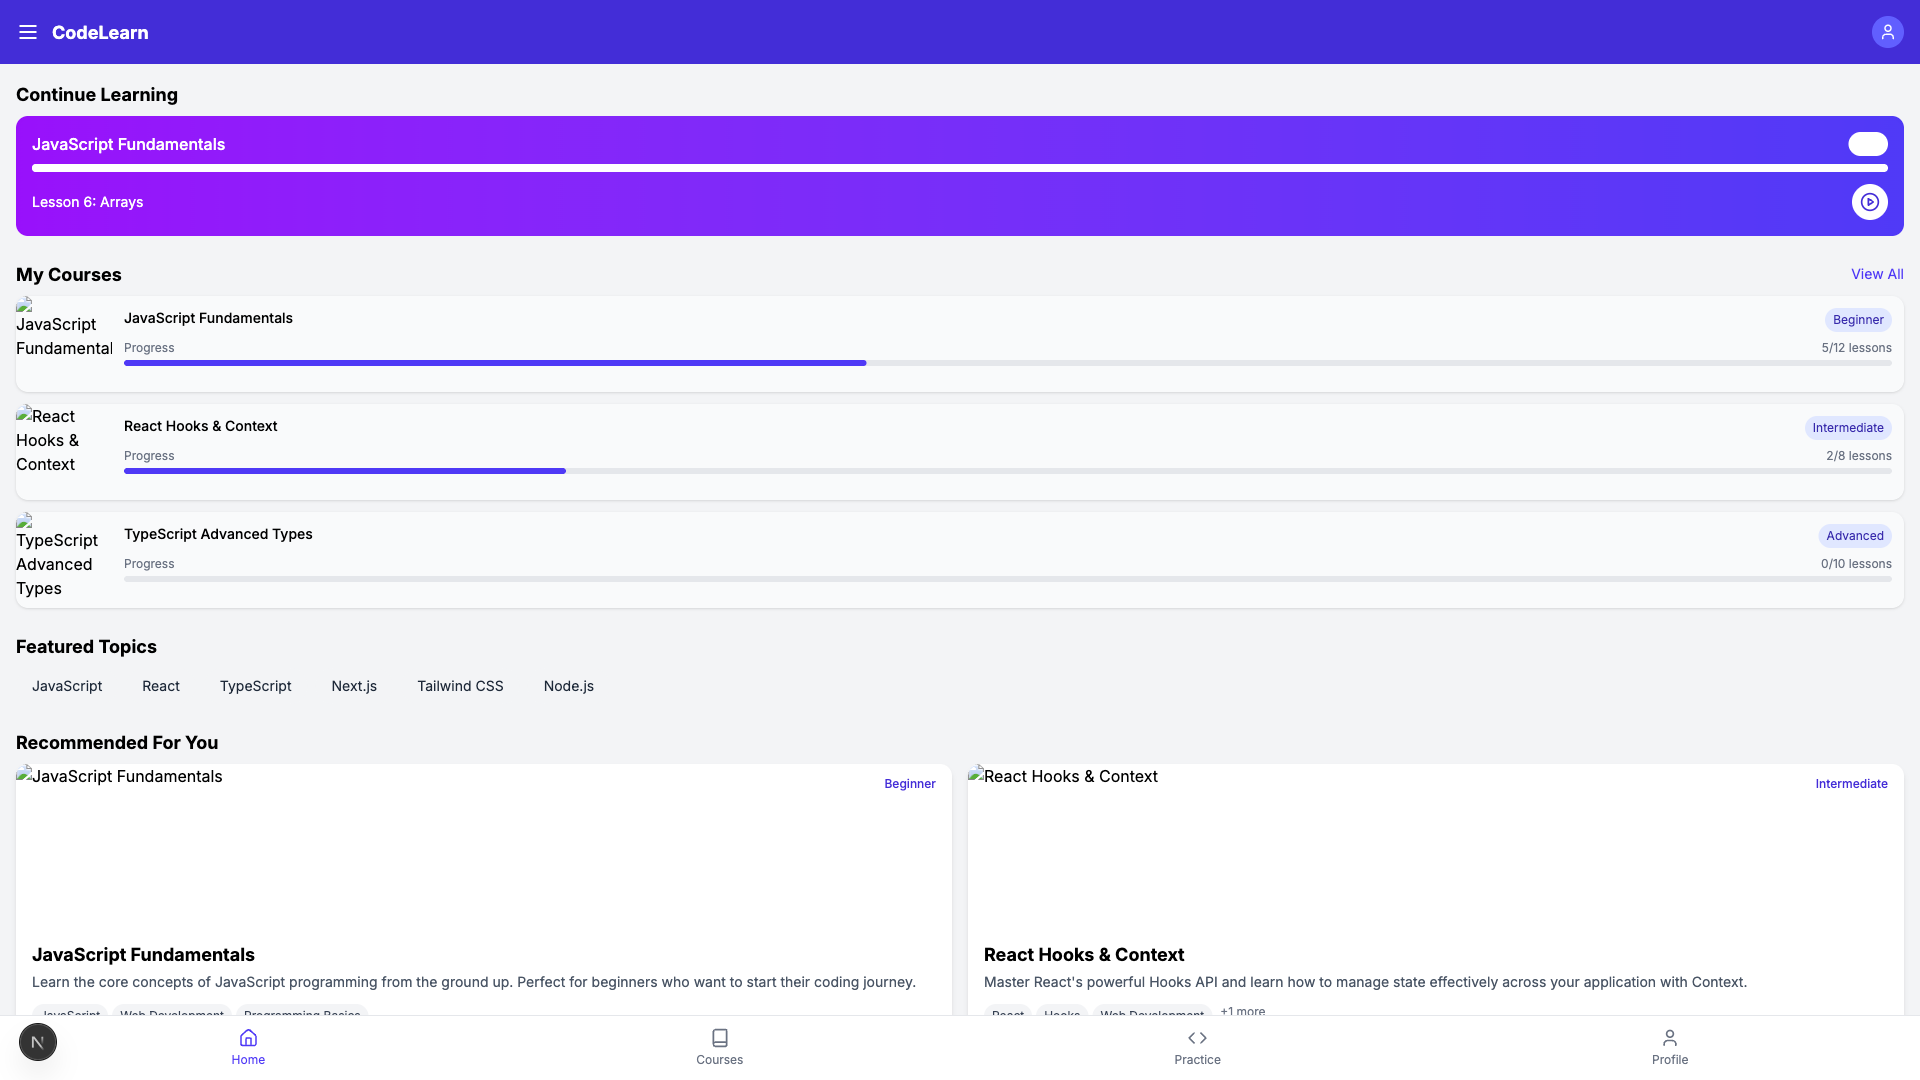 CodeLearn
Continue Learning
JavaScript Fundamentals
Lesson 6: Arrays
My Courses
View All
JavaScript
Fundamental
JavaScript Fundamentals
Beginner
Progress
5/12 lessons
React
Hooks &
Context
React Hooks & Context
Intermediate
Progress
2/8 lessons
TypeScript
Advanced
Types
TypeScript Advanced Types
Advanced
Progress
0/10 lessons
Featured Topics
JavaScript
React
TypeScript
Next.js
Tailwind CSS
Node.js
Recommended For You
JavaScript Fundamentals
Beginner
JavaScript Fundamentals
Learn the core concepts of JavaScript programming from the ground up. Perfect for beginners who want to start their coding journey.
JavaScript
Web Development
Programming Basics
React Hooks & Context
Intermediate
React Hooks & Context
Master React's powerful Hooks API and learn how to manage state effectively across your application with Context.
React
Hooks
Web Development
+1 more
N
Home
Courses
Practice
Profile